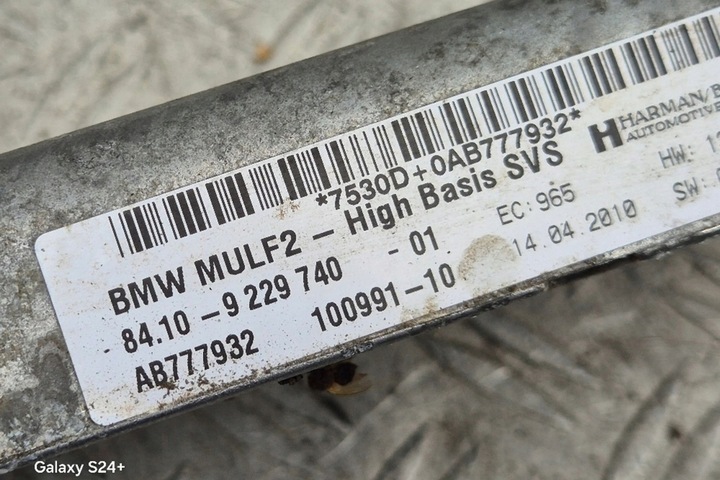 *7530D+0AB777932*
HARMAN/
AUTOMOTIVE
BMW MULF2 - High Basis SVS
84.10 - 9 229 740 - 01 EC: 965 HW:
AB777932 100991-10 14.04.2010 SW:
Galaxy S24+